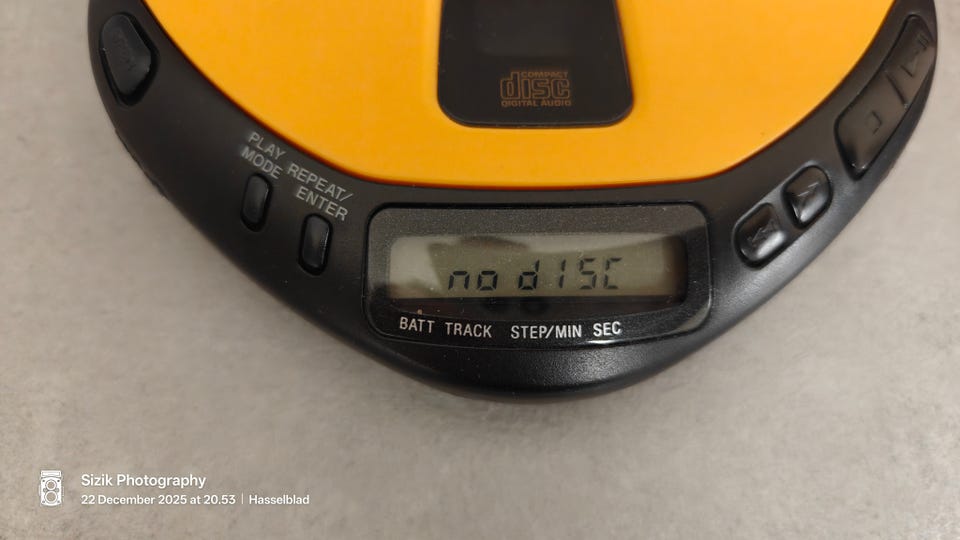 COMPACT
disc
DIGITAL AUDIO
PLAY
MODE
REPEAT/
ENTER
no dISC
BATT TRACK STEP/MIN SEC
Sizik Photography
22 December 2025 at 20.53 | Hasselblad